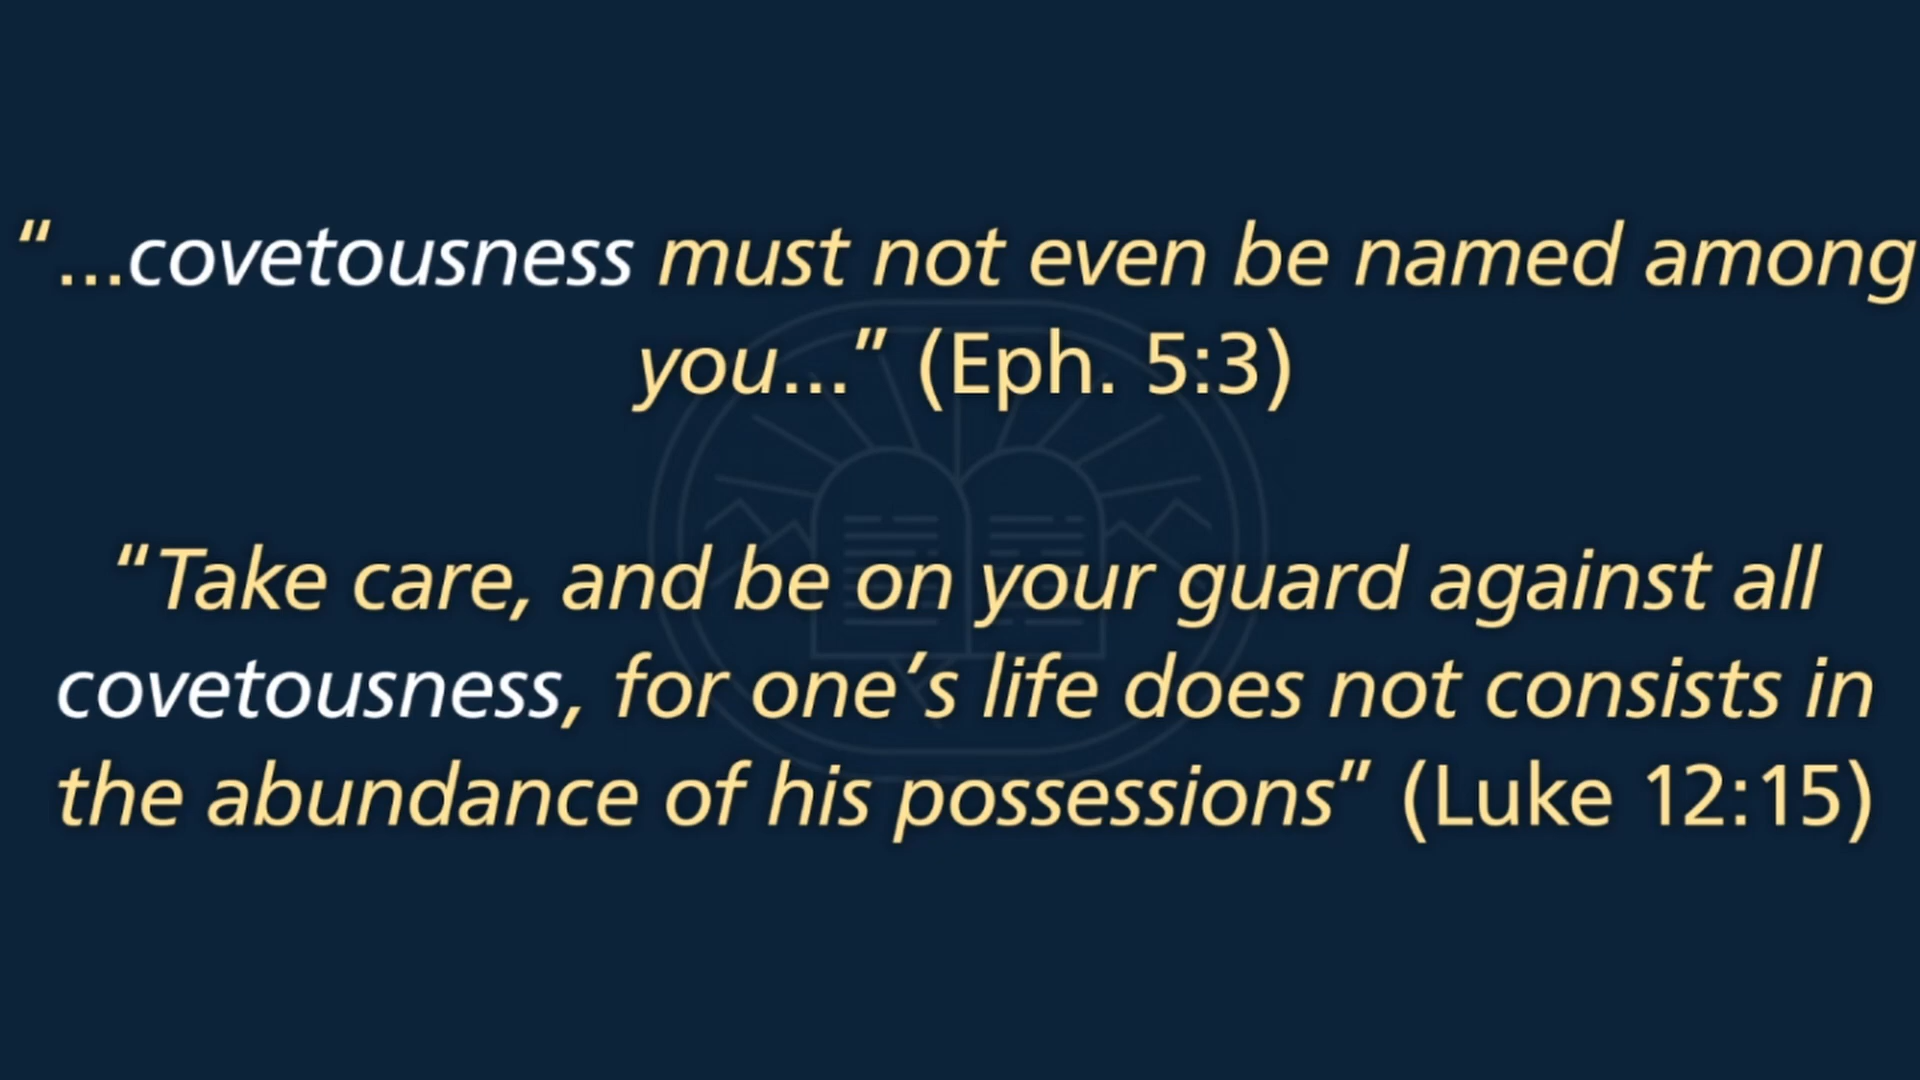 “...covetousness must not even be named among
you...” (Eph. 5:3)
“Take care, and be on your guard against all
covetousness, for one’s life does not consists in
the abundance of his possessions” (Luke 12:15)